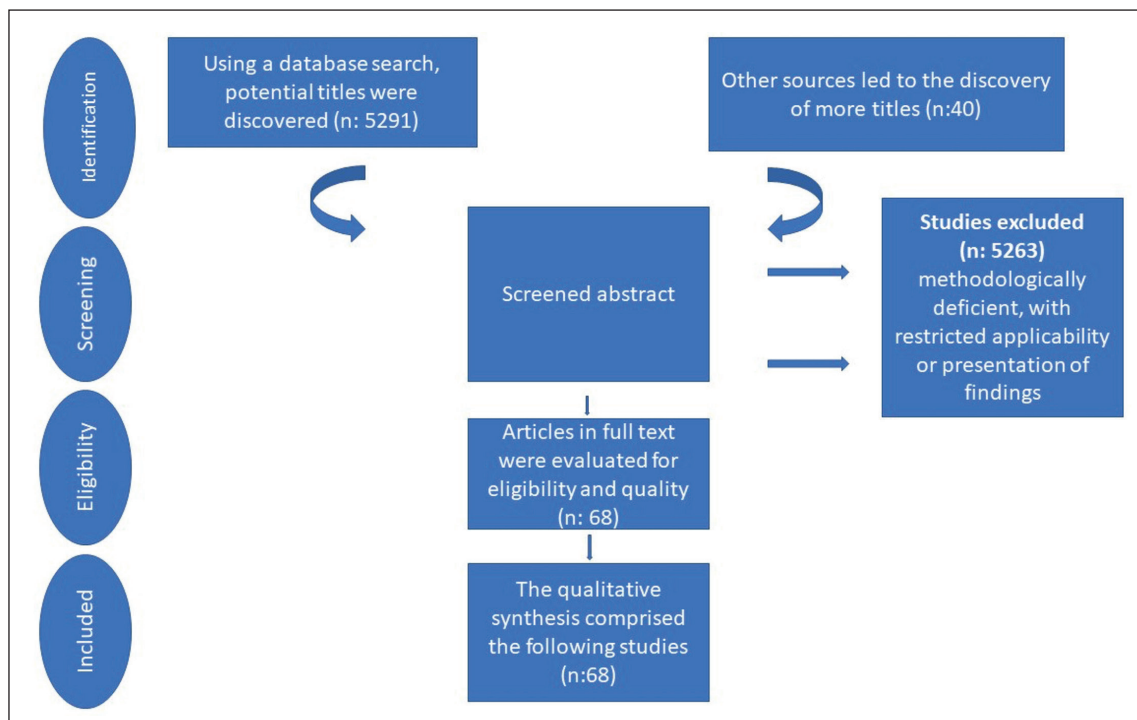 Identification
Using a database search,
potential titles were
discovered (n: 5291)
Other sources led to the discovery
of more titles (n:40)
Screening
Screened abstract
Studies excluded
(n: 5263)
methodologically
deficient, with
restricted applicability
or presentation of
findings
Eligibility
Articles in full text
were evaluated for
eligibility and quality
(n: 68)
Included
The qualitative
synthesis comprised
the following studies
(n:68)